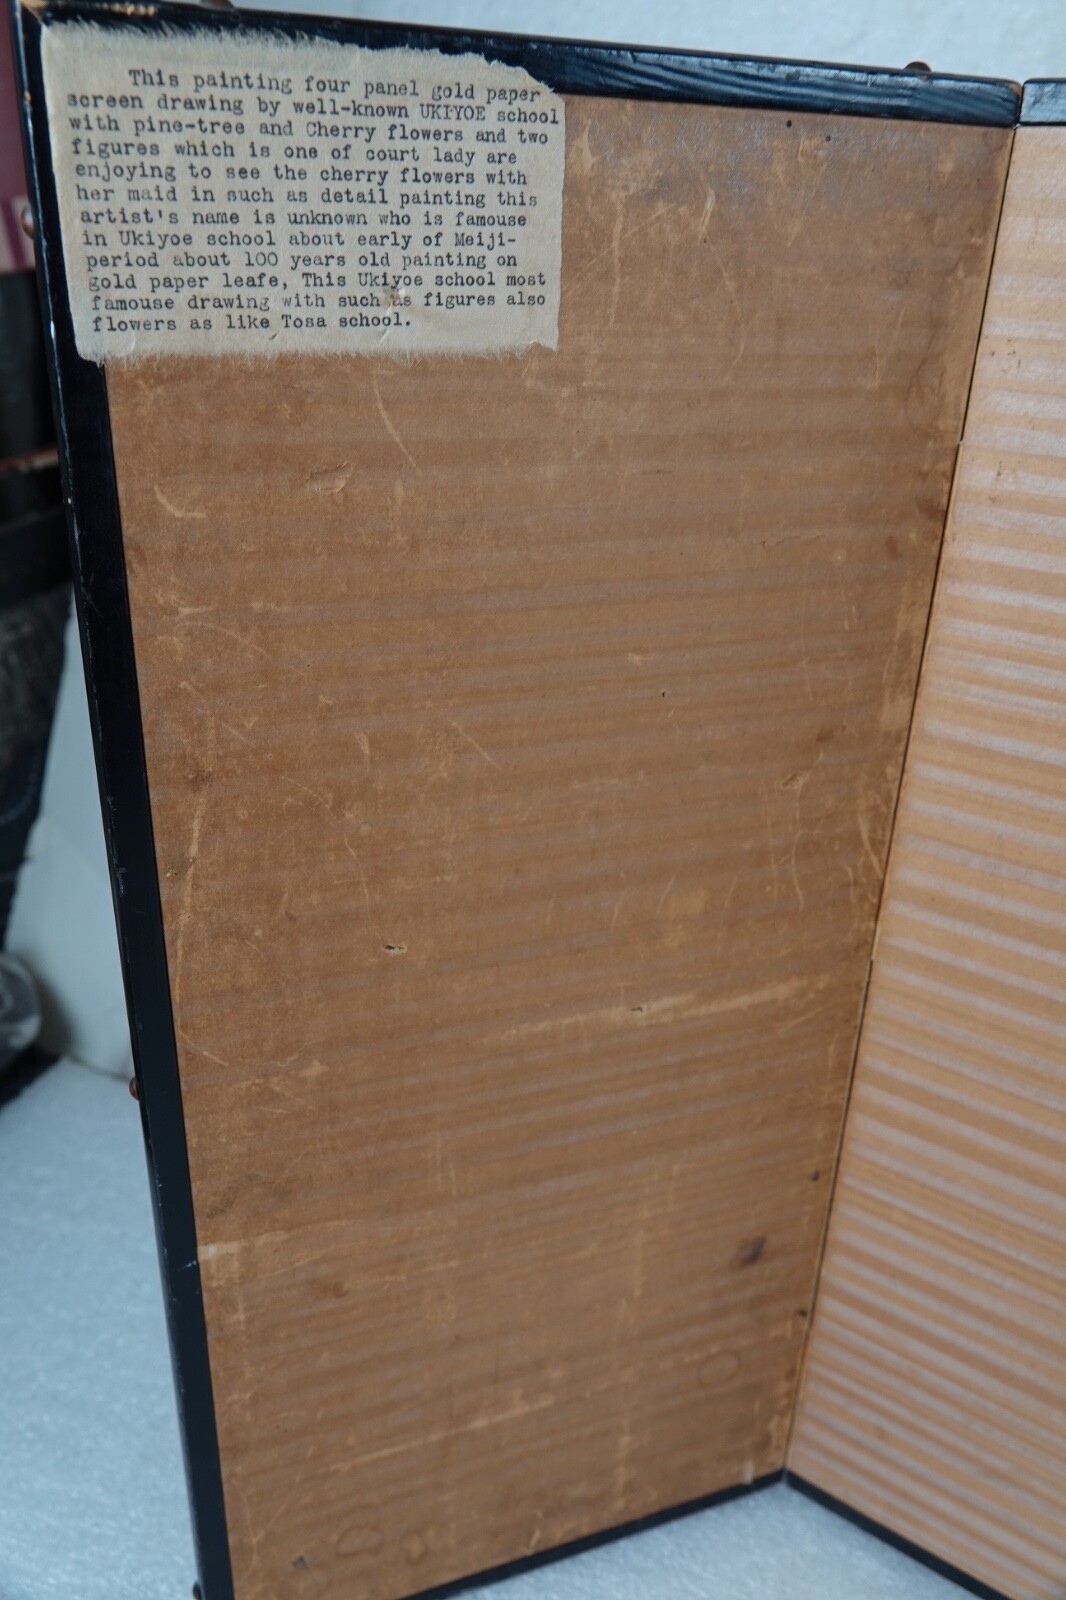 This painting four panel gold paper
screen drawing by well-known UKIYOE school
with pine-tree and Cherry flowers and two
figures which is one of court lady are
enjoying to see the cherry flowers with
her maid in such as detail painting this
artist's name is unknown who is famouse
in Ukiyoe school about early of Meiji-
period about 100 years old painting on
gold paper leafe, This Ukiyoe school most
famouse drawing with such as figures also
flowers as like Tosa school.